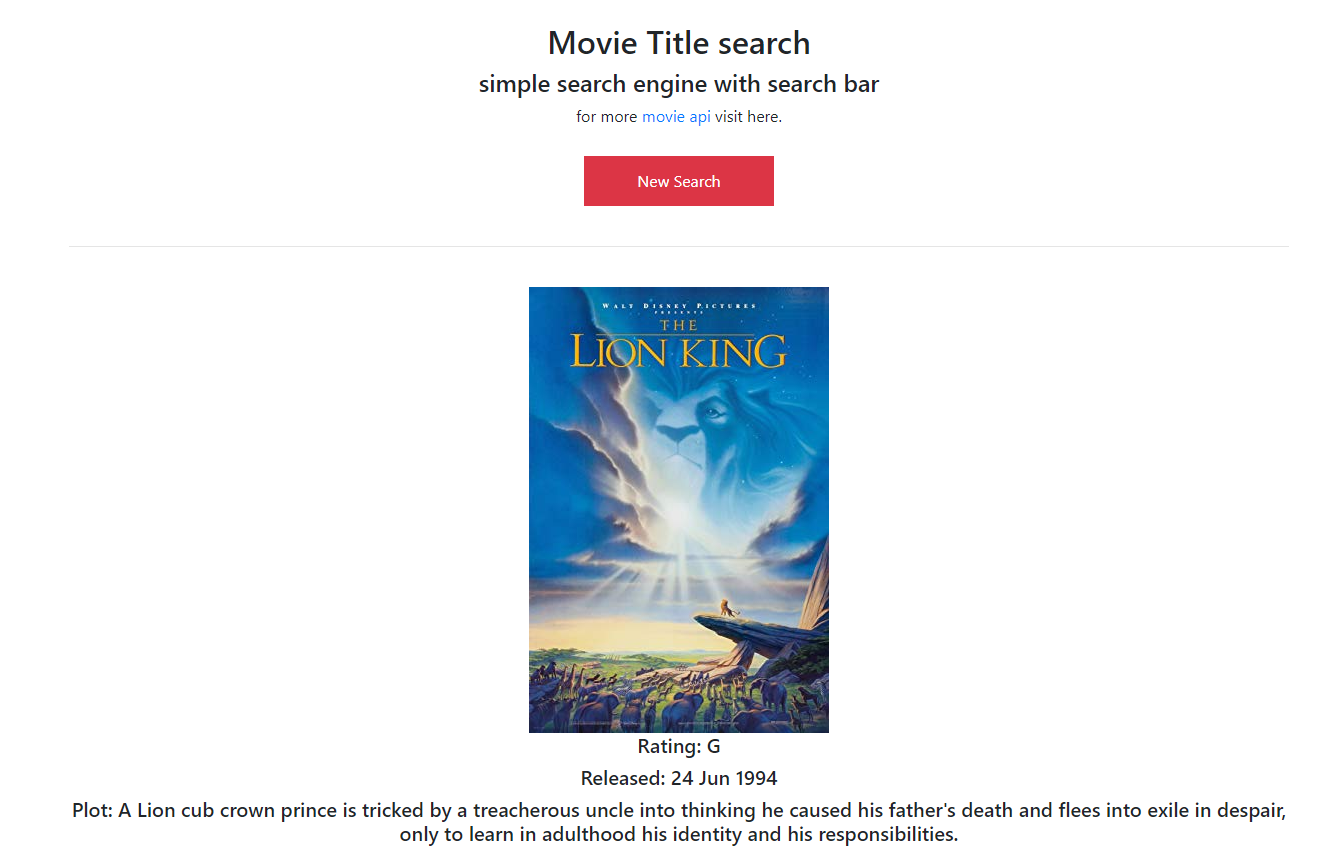 Movie Title search
simple search engine with search bar
for more movie api visit here.
New Search
WALT DISNEY PICTURES
PRESENTS
THE
LION KING
Rating: G
Released: 24 Jun 1994
Plot: A Lion cub crown prince is tricked by a treacherous uncle into thinking he caused his father's death and flees into exile in despair,
only to learn in adulthood his identity and his responsibilities.